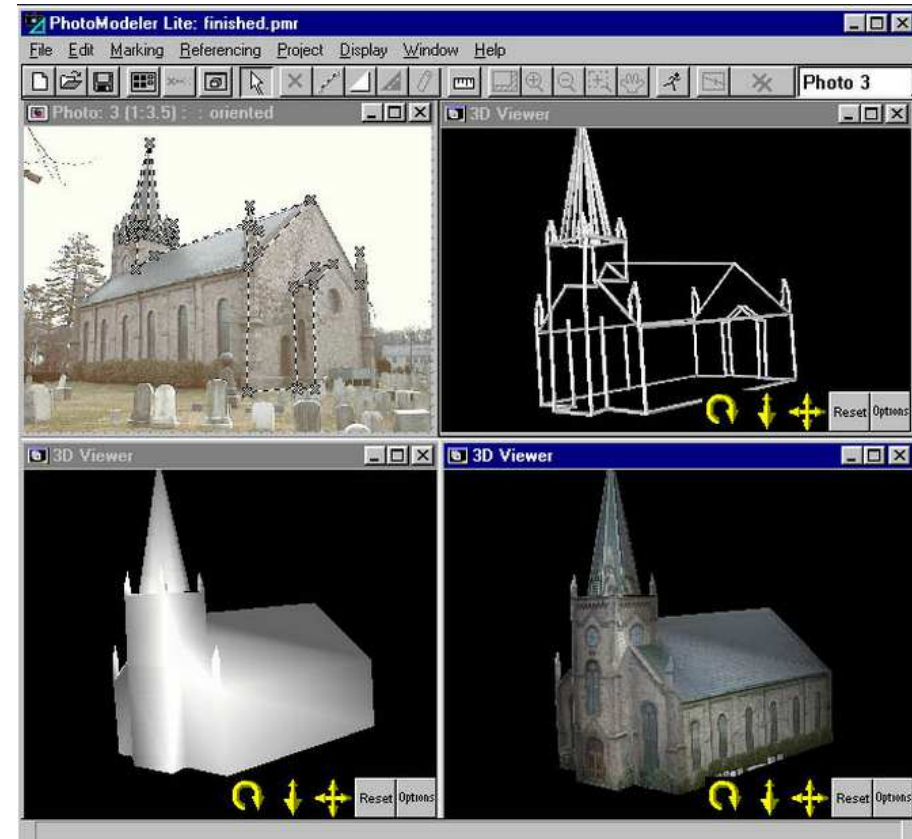 PhotoModeler Lite: finished.pmr
File Edit Marking Referencing Project Display Window Help
Photo 3
Photo: 3 (1:3.5) : : oriented
3D Viewer
Reset Options
3D Viewer
Reset Options
3D Viewer
Reset Options